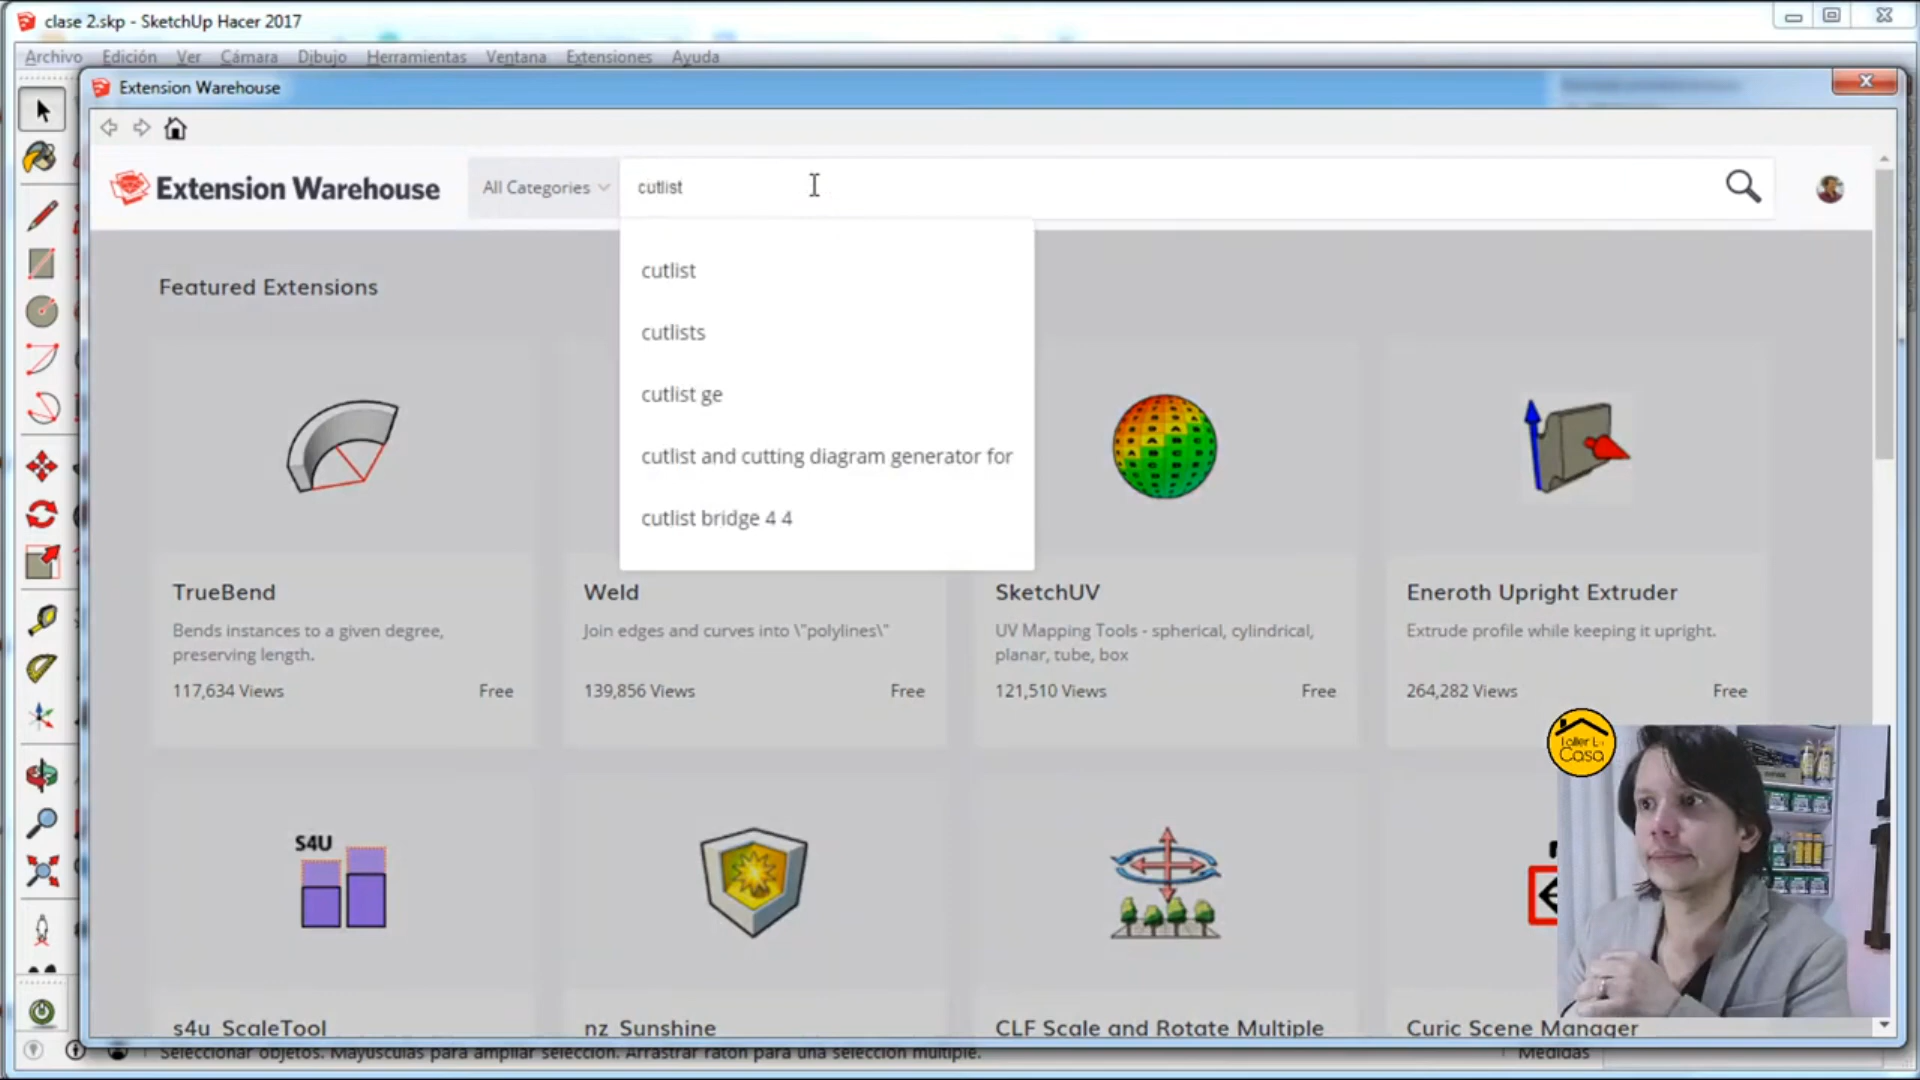 clase 2.skp - SketchUp Hacer 2017
Archivo Edición Ver Cámara Dibujo Herramientas Ventana Extensiones Ayuda
Extension Warehouse
Extension Warehouse
All Categories
cutlist
cutlist
cutlists
cutlist ge
cutlist and cutting diagram generator for
cutlist bridge 4 4
Featured Extensions
TrueBend
Bends instances to a given degree,
preserving length.
117,634 Views
Free
Weld
Join edges and curves into \"polylines\"
139,856 Views
Free
SketchUV
UV Mapping Tools - spherical, cylindrical,
planar, tube, box
121,510 Views
Free
Eneroth Upright Extruder
Extrude profile while keeping it upright.
264,282 Views
Free
S4U
s4u ScaleTool
nz Sunshine
CLF Scale and Rotate Multiple
Curic Scene Manager
Casa
Seleccionar objetos. Mayúsculas para ampliar selección. Arrastrar ratón para una selección múltiple.
Medidas